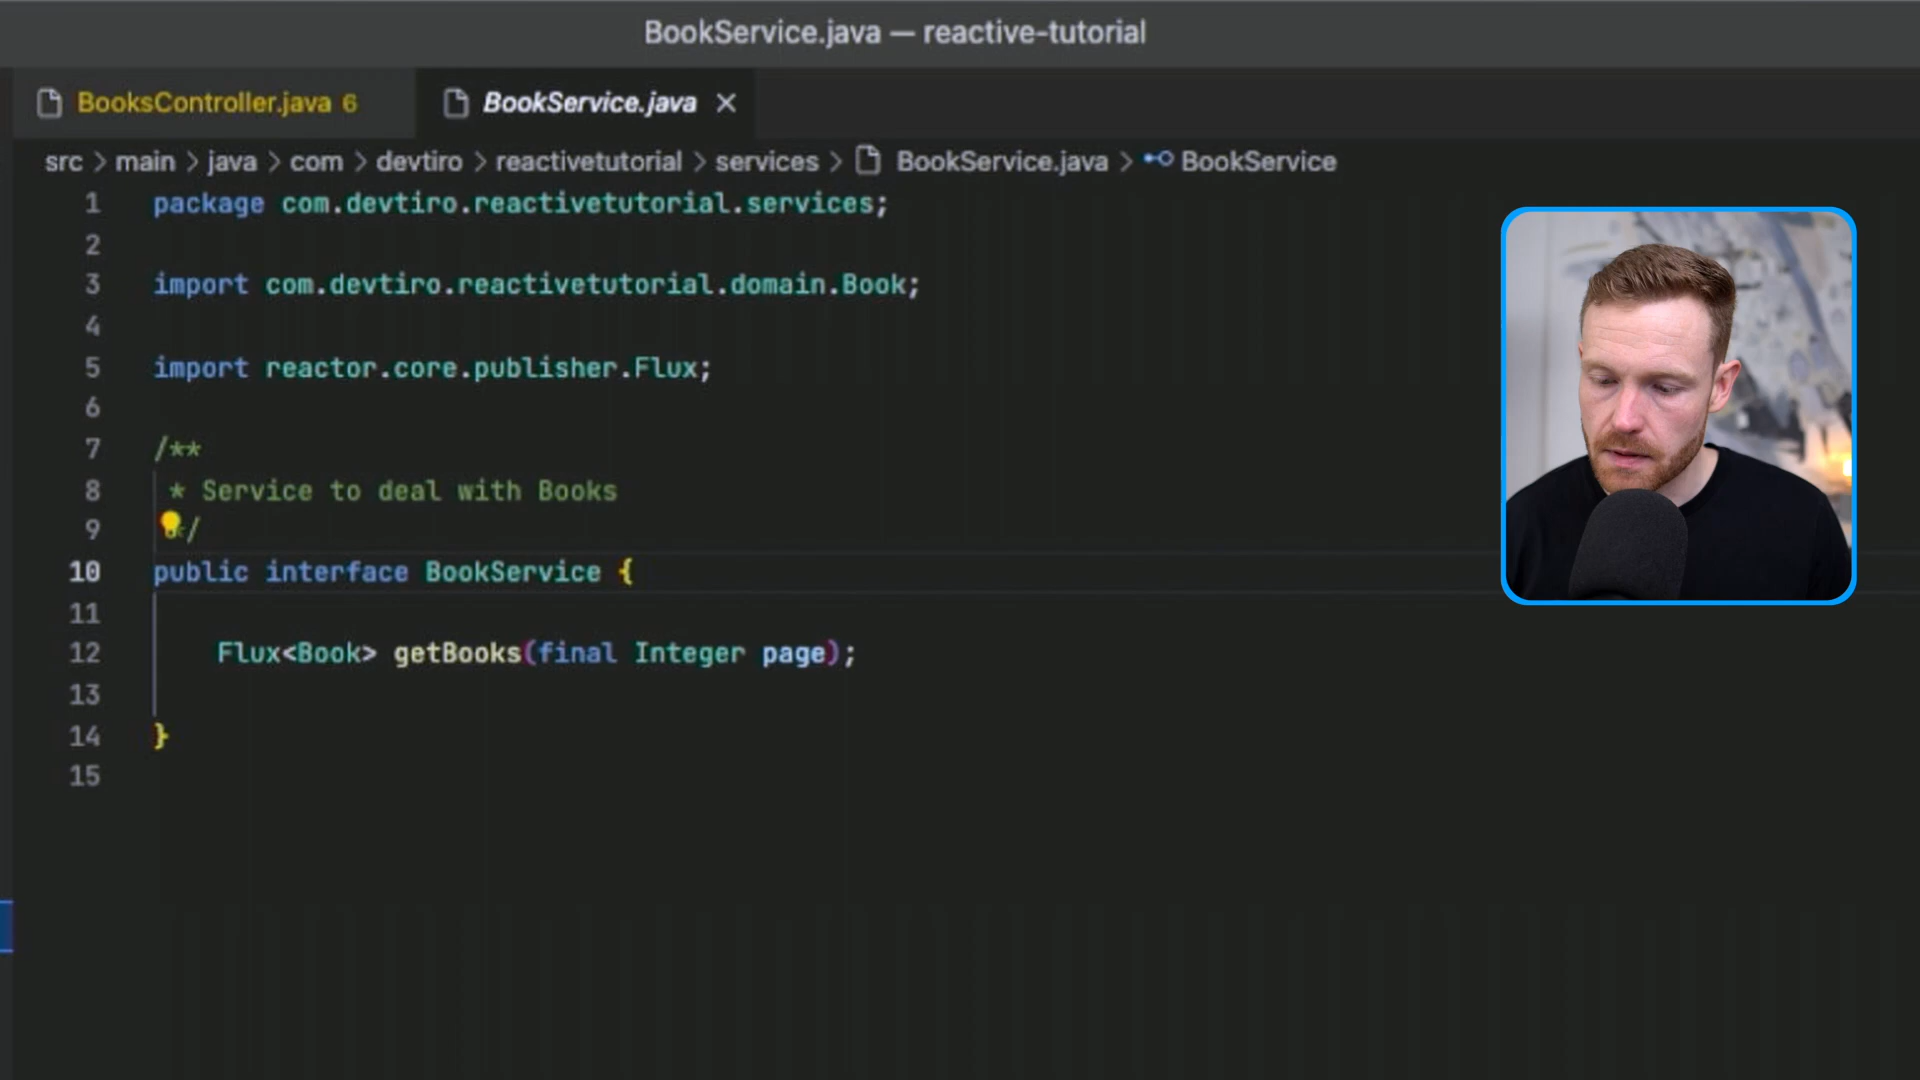 BookService.java — reactive-tutorial
BooksController.java 6
BookService.java
src > main > java > com > devtiro > reactivetutorial > services > BookService.java > BookService
1 package com.devtiro.reactivetutorial.services;
2
3 import com.devtiro.reactivetutorial.domain.Book;
4
5 import reactor.core.publisher.Flux;
6
7 /**
8 * Service to deal with Books
9 */
10 public interface BookService {
11
12 Flux<Book> getBooks(final Integer page);
13
14 }
15